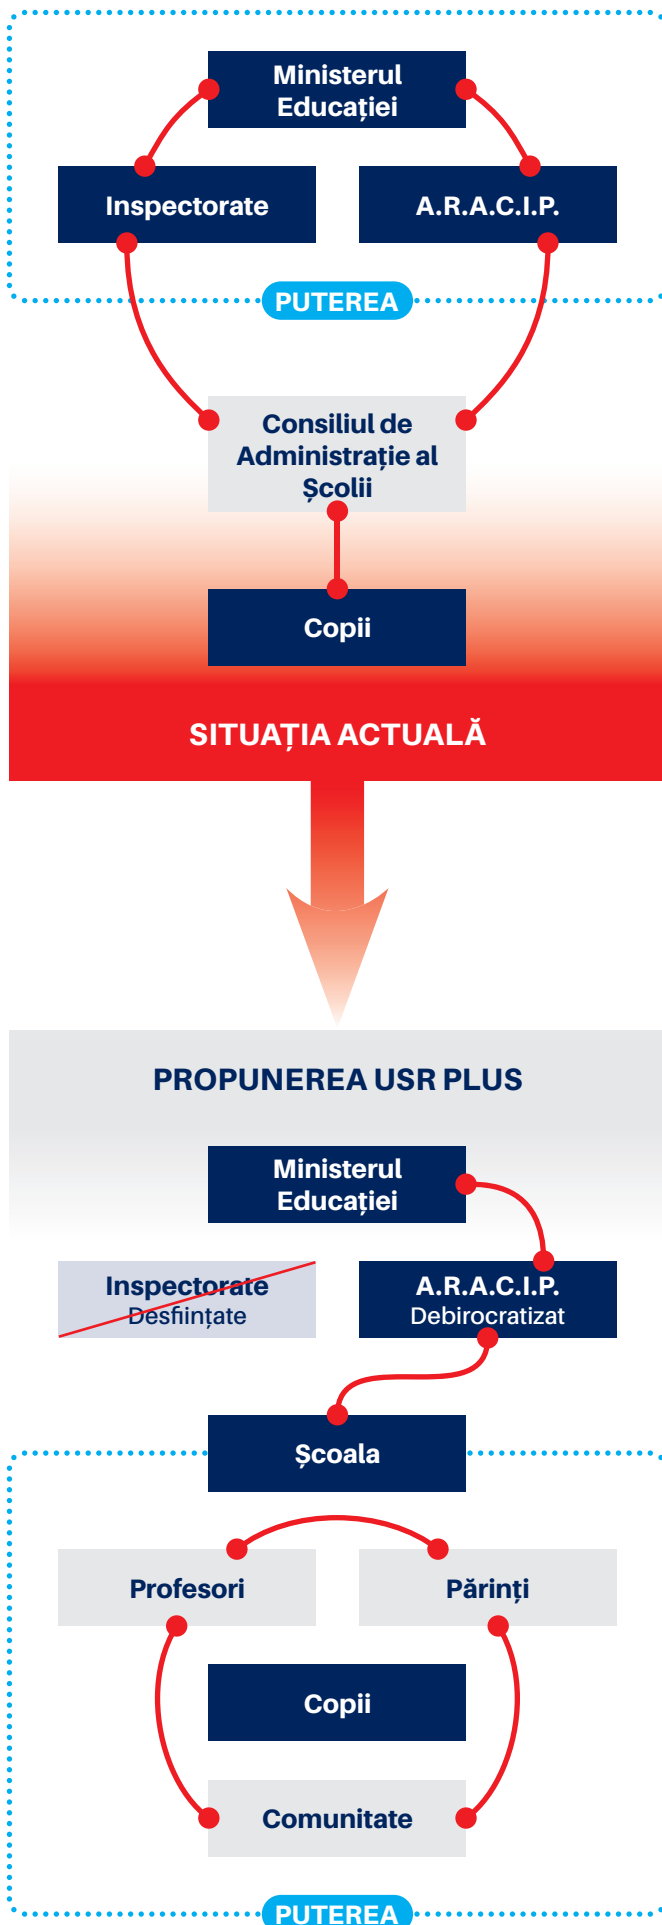 Ministerul
Educației
Inspectorate
A.R.A.C.I.P.
PUTEREA
Consiliul de
Administrație al
Școlii
Copii
SITUAȚIA ACTUALĂ
PROPUNEREA USR PLUS
Ministerul
Educației
Inspectorate
Desființate
A.R.A.C.I.P.
Debirocratizat
Școala
Profesori
Părinți
Copii
Comunitate
PUTEREA